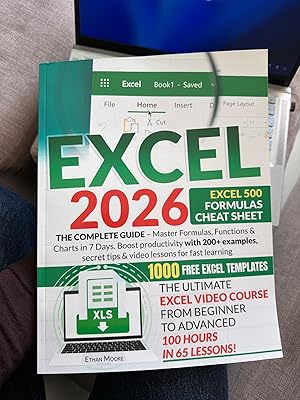 Excel Book1 - Saved
File Home Insert D Page Layout
Cut
EXCEL
2026
EXCEL 500
FORMULAS
CHEAT SHEET
THE COMPLETE GUIDE – Master Formulas, Functions &
Charts in 7 Days. Boost productivity with 200+ examples,
secret tips & video lessons for fast learning
1000 FREE EXCEL TEMPLATES
THE ULTIMATE
EXCEL VIDEO COURSE
FROM BEGINNER
TO ADVANCED
100 HOURS
IN 65 LESSONS!
XLS
ETHAN MOORE